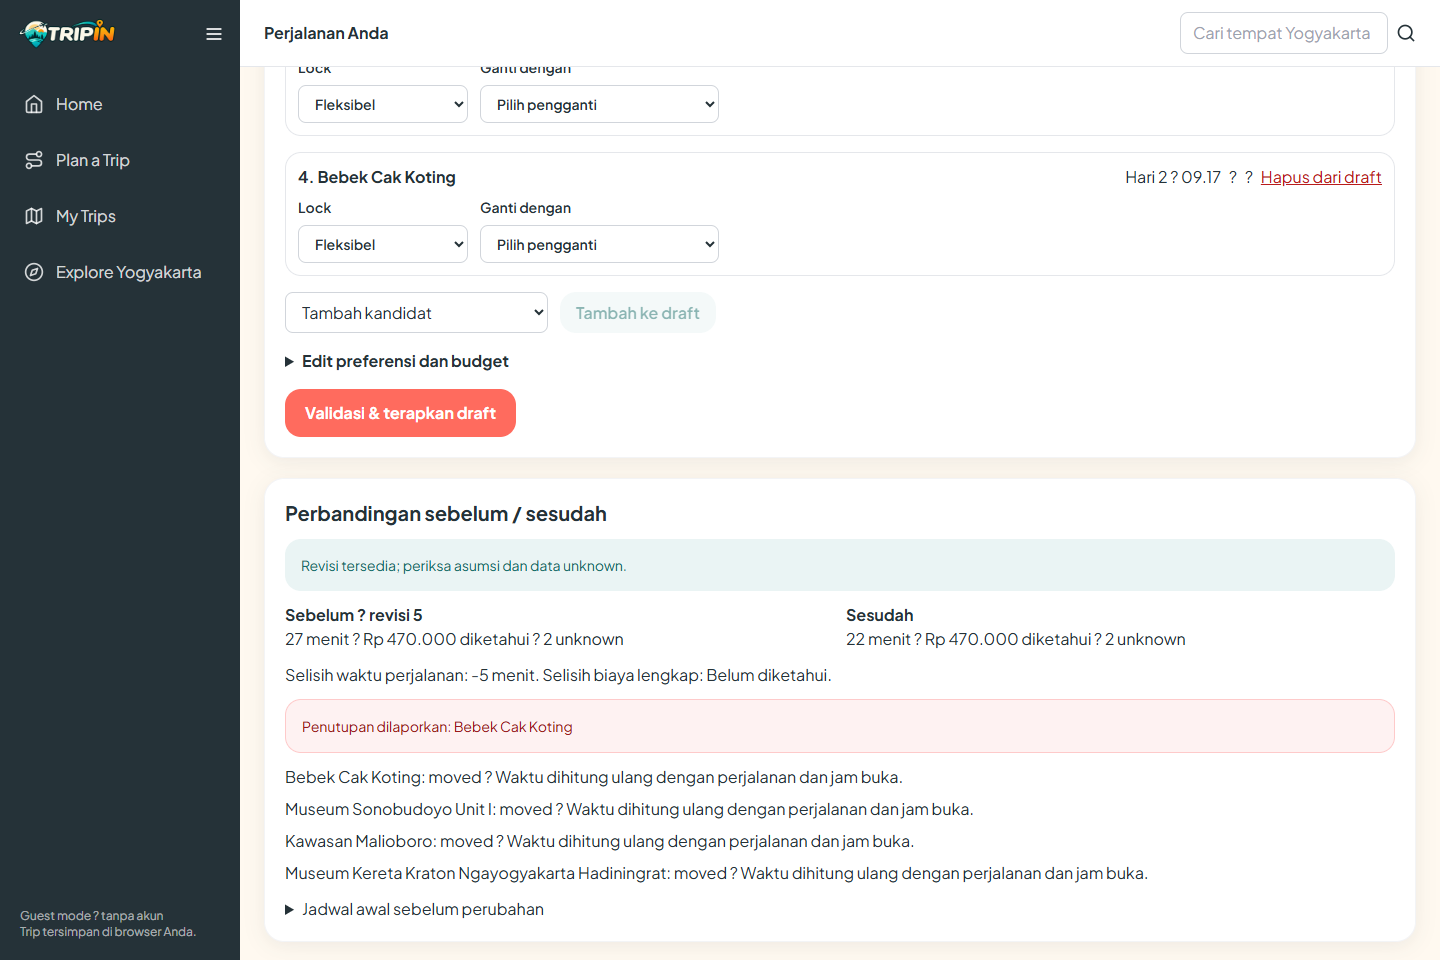 TRIPIN
Perjalanan Anda
Cari tempat Yogyakarta
Home
Plan a Trip
My Trips
Explore Yogyakarta
Guest mode ? tanpa akun
Trip tersimpan di browser Anda.
Lock
Ganti dengan
Fleksibel
Pilih pengganti
4. Bebek Cak Koting
Hari 2 ? 09.17 ? ? Hapus dari draft
Lock
Ganti dengan
Fleksibel
Pilih pengganti
Tambah kandidat
Tambah ke draft
Edit preferensi dan budget
Validasi & terapkan draft
Perbandingan sebelum / sesudah
Revisi tersedia; periksa asumsi dan data unknown.
Sebelum ? revisi 5
27 menit ? Rp 470.000 diketahui ? 2 unknown
Sesudah
22 menit ? Rp 470.000 diketahui ? 2 unknown
Selisih waktu perjalanan: -5 menit. Selisih biaya lengkap: Belum diketahui.
Penutupan dilaporkan: Bebek Cak Koting
Bebek Cak Koting: moved ? Waktu dihitung ulang dengan perjalanan dan jam buka.
Museum Sonobudoyo Unit I: moved ? Waktu dihitung ulang dengan perjalanan dan jam buka.
Kawasan Malioboro: moved ? Waktu dihitung ulang dengan perjalanan dan jam buka.
Museum Kereta Kraton Ngayogyakarta Hadiningrat: moved ? Waktu dihitung ulang dengan perjalanan dan jam buka.
Jadwal awal sebelum perubahan